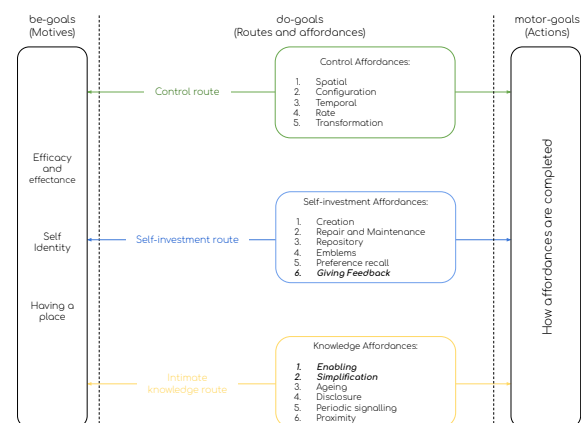 be-goals
(Motives)
do-goals
(Routes and affordances)
motor-goals
(Actions)
Control Affordances:
1. Spatial
2. Configuration
3. Temporal
4. Rate
5. Transformation
Control route
Efficacy
and
effectance
Self
Identity
Having a
place
Self-investment route
Self-investment Affordances:
1. Creation
2. Repair and Maintenance
3. Repository
4. Emblems
5. Preference recall
6. Giving Feedback
How affordances are completed
Intimate
knowledge route
Knowledge Affordances:
1. Enabling
2. Simplification
3. Ageing
4. Disclosure
5. Periodic signalling
6. Proximity